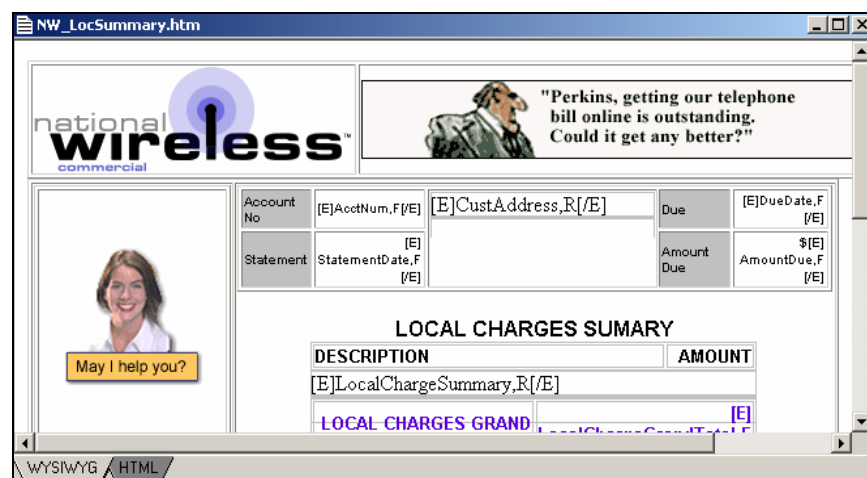 NW_LocSummary.htm
national
wireless™
commercial
"Perkins, getting our telephone
bill online is outstanding.
Could it get any better?"
Account
No
[E]AcctNum,F[/E]
[E]CustAddress,R[/E]
Due
[E]DueDate,F
[/E]
Statement
[E]
StatementDate,F
[/E]
Amount
Due
$[E]
AmountDue,F
[/E]
May I help you?
LOCAL CHARGES SUMARY
DESCRIPTION
AMOUNT
[E]LocalChargeSummary,R[/E]
LOCAL CHARGES GRAND
[E]
LocalChargeGrandTotal,F
WYSIWYG
HTML